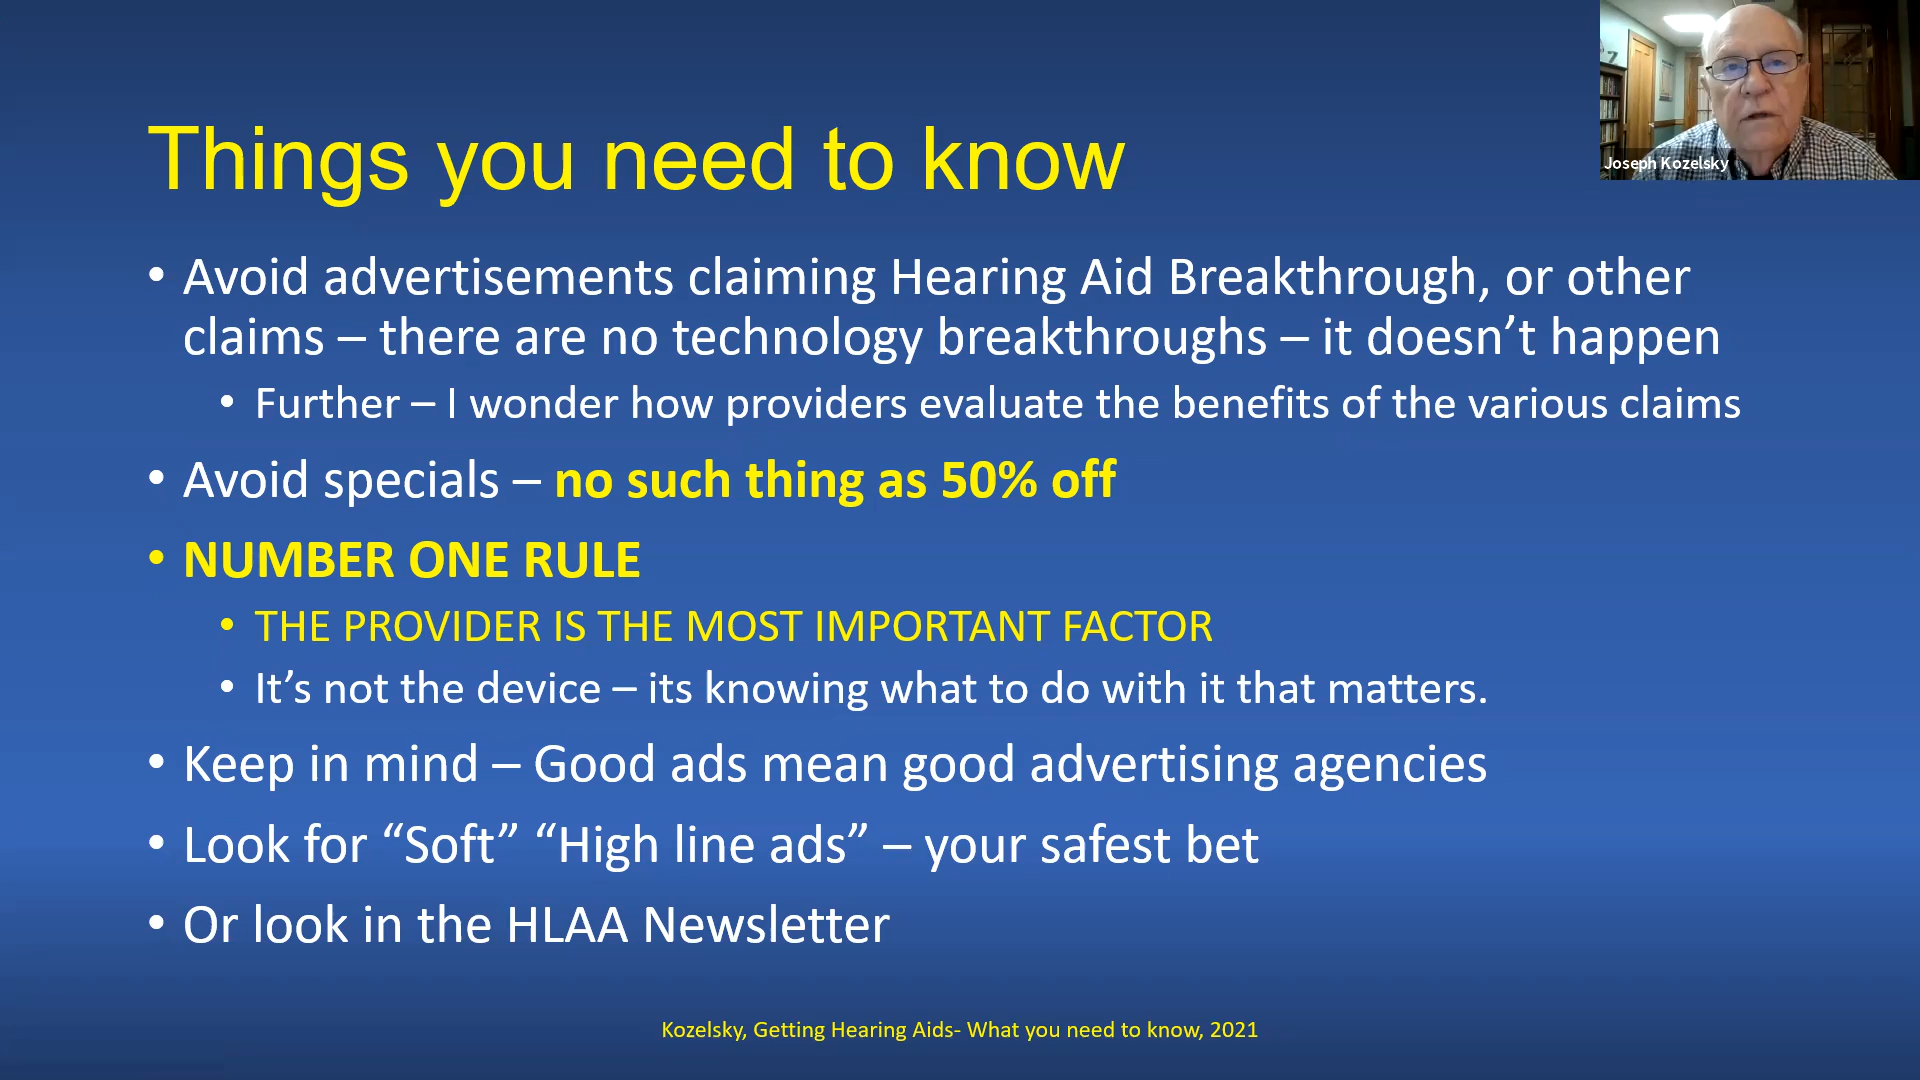 Things you need to know
Joseph Kozelsky
• Avoid advertisements claiming Hearing Aid Breakthrough, or other
claims – there are no technology breakthroughs – it doesn’t happen
• Further – I wonder how providers evaluate the benefits of the various claims
• Avoid specials – no such thing as 50% off
• NUMBER ONE RULE
• THE PROVIDER IS THE MOST IMPORTANT FACTOR
• It’s not the device – its knowing what to do with it that matters.
• Keep in mind – Good ads mean good advertising agencies
• Look for “Soft” “High line ads” – your safest bet
• Or look in the HLAA Newsletter
Kozelsky, Getting Hearing Aids- What you need to know, 2021